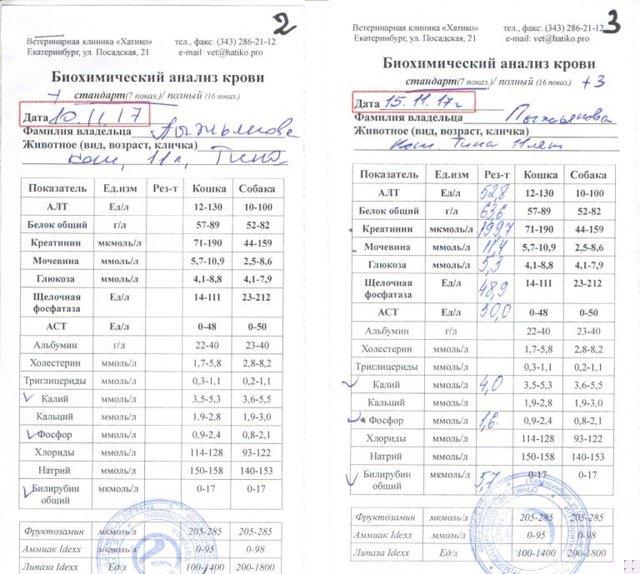 2
Ветеринарная клиника «Хатико» тел., факс: (343) 286-21-12
Екатеринбург, ул. Посадская, 21 e-mail: vet@hatiko.pro
Биохимический анализ крови
+ стандарт(7 показ.)/ полный (16 показ.)
Дата 10.11.17
Фамилия владельца
Животное (вид, возраст, кличка)
кот, 11 л, Тина
Показатель Ед.изм Рез-т Кошка Собака
АЛТ Ед/л 12-130 10-100
Белок общий г/л 57-89 52-82
Креатинин мкмоль/л 71-190 44-159
Мочевина ммоль/л 5,7-10,9 2,5-8,6
Глюкоза ммоль/л 4,1-8,8 4,1-7,9
Щелочная фосфатаза Ед/л 14-111 23-212
АСТ Ед/л 0-48 0-50
Альбумин г/л 22-40 23-40
Холестерин ммоль/л 1,7-5,8 2,8-8,2
Триглицериды ммоль/л 0,3-1,1 0,2-1,1
Калий ммоль/л 3,5-5,3 3,6-5,5
Кальций ммоль/л 1,9-2,8 1,9-3,0
Фосфор ммоль/л 0,9-2,4 0,8-2,1
Хлориды ммоль/л 114-128 93-122
Натрий ммоль/л 150-158 140-153
Билирубин общий мкмоль/л 0-17 0-17
Фруктозамин мкмоль/л 205-285 205-285
Аммиак Idexx мкмоль/л 0-95 0-98
Липаза Idexx Ед/л 100-1400 200-1800
3
Ветеринарная клиника «Хатико» тел., факс: (343) 286-21-12
Екатеринбург, ул. Посадская, 21 e-mail: vet@hatiko.pro
Биохимический анализ крови
стандарт(7 показ.)/ полный (16 показ.) +3
Дата 15.11.17г
Фамилия владельца
Животное (вид, возраст, кличка)
кот Тина 11 лет
Показатель Ед.изм Рез-т Кошка Собака
АЛТ Ед/л 52,8 12-130 10-100
Белок общий г/л 63,6 57-89 52-82
Креатинин мкмоль/л 199,7 71-190 44-159
Мочевина ммоль/л 11,4 5,7-10,9 2,5-8,6
Глюкоза ммоль/л 5,3 4,1-8,8 4,1-7,9
Щелочная фосфатаза Ед/л 48,9 14-111 23-212
АСТ Ед/л 30,0 0-48 0-50
Альбумин г/л 22-40 23-40
Холестерин ммоль/л 1,7-5,8 2,8-8,2
Триглицериды ммоль/л 0,3-1,1 0,2-1,1
Калий ммоль/л 4,0 3,5-5,3 3,6-5,5
Кальций ммоль/л 1,9-2,8 1,9-3,0
Фосфор ммоль/л 1,6 0,9-2,4 0,8-2,1
Хлориды ммоль/л 114-128 93-122
Натрий ммоль/л 150-158 140-153
Билирубин общий мкмоль/л 5,7 0-17 0-17
Фруктозамин мкмоль/л 205-285 205-285
Аммиак Idexx мкмоль/л 0-95 0-98
Липаза Idexx Ед/л 100-1400 200-1800